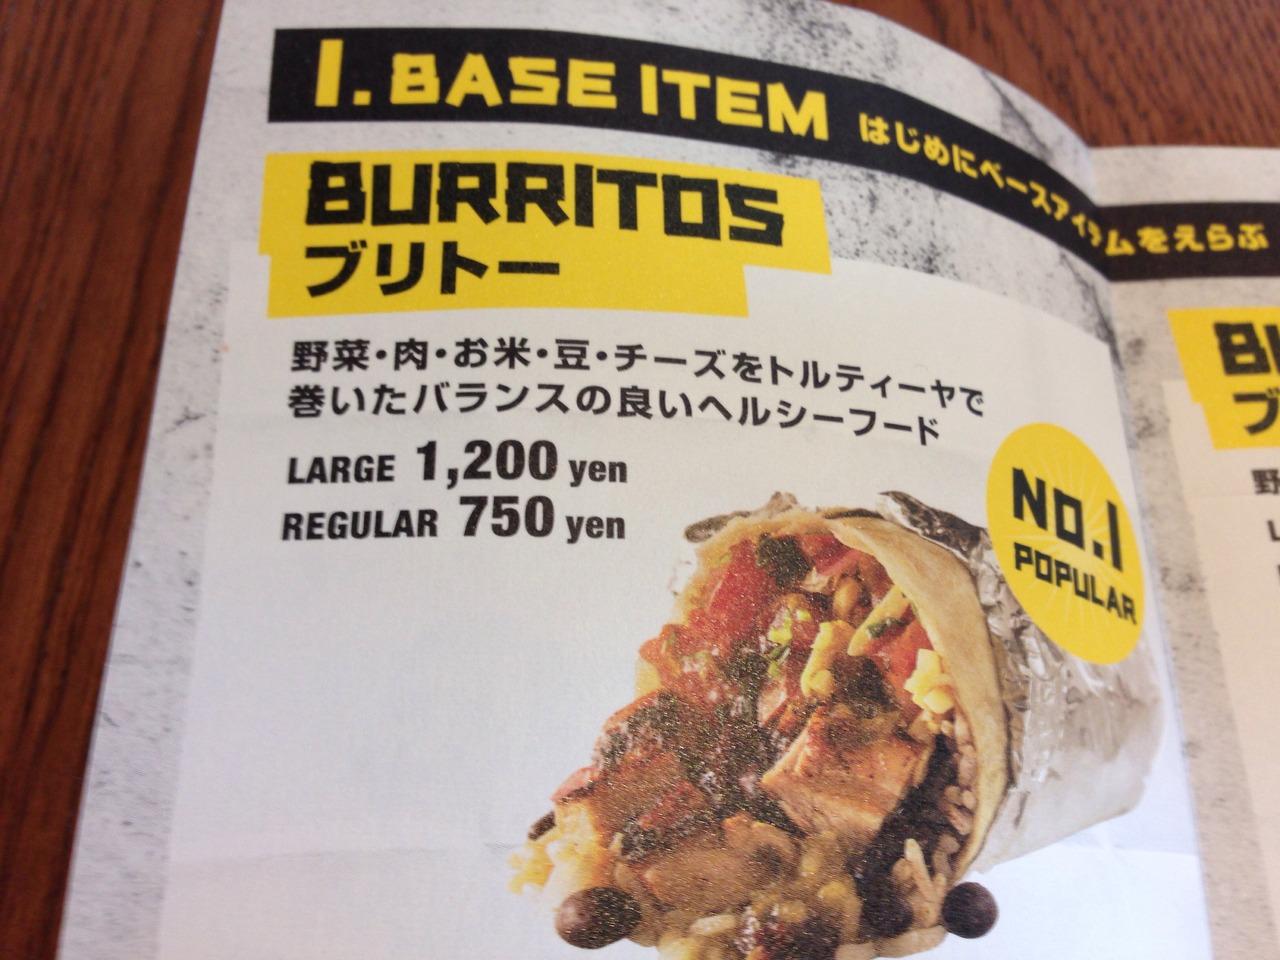 1. BASE ITEM はじめにベースアイテムをえらぶ
BURRITOS
ブリトー
野菜・肉・お米・豆・チーズをトルティーヤで
巻いたバランスの良いヘルシーフード
LARGE 1,200 yen
REGULAR 750 yen
NO.1
POPULAR